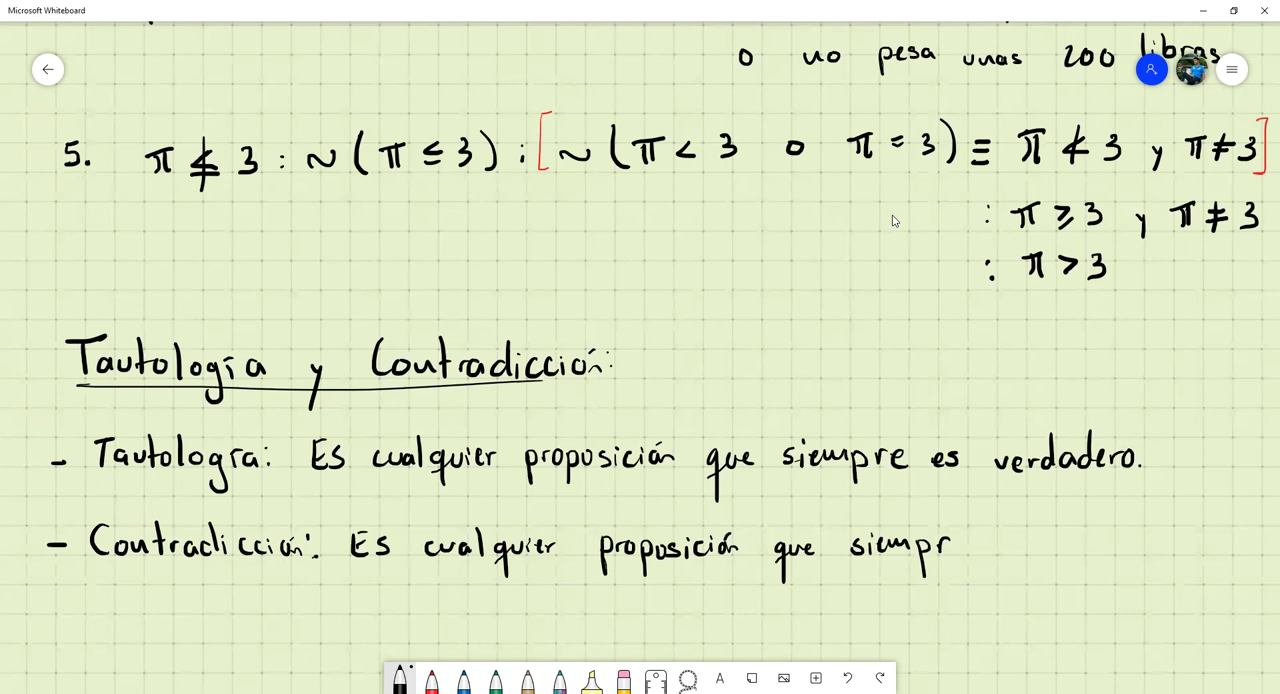 Microsoft Whiteboard
o no pesa unas 200 libras
5. π ≰ 3 : ~(π ≤ 3) : [~(π < 3 o π = 3) ≡ π ≮ 3 y π ≠ 3]
: π ≥ 3 y π ≠ 3
: π > 3
Tautología y Contradicción:
- Tautología: Es cualquier proposición que siempre es verdadero.
- Contradicción: Es cualquier proposición que siempr
A